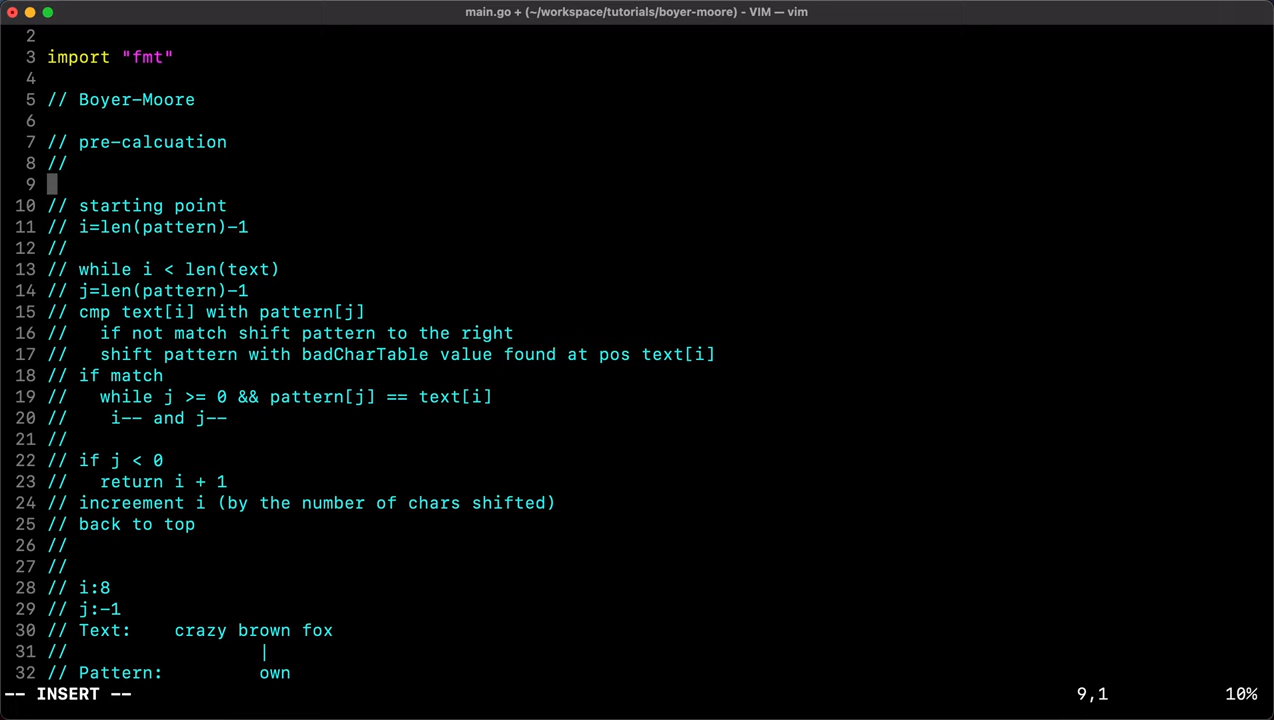 main.go + (~/workspace/tutorials/boyer-moore) - VIM — vim
2
3 import "fmt"
4
5 // Boyer-Moore
6
7 // pre-calcuation
8 //
9
10 // starting point
11 // i=len(pattern)-1
12 //
13 // while i < len(text)
14 // j=len(pattern)-1
15 // cmp text[i] with pattern[j]
16 //   if not match shift pattern to the right
17 //   shift pattern with badCharTable value found at pos text[i]
18 // if match
19 //   while j >= 0 && pattern[j] == text[i]
20 //    i-- and j--
21 //
22 // if j < 0
23 //   return i + 1
24 // increement i (by the number of chars shifted)
25 // back to top
26 //
27 //
28 // i:8
29 // j:-1
30 // Text:    crazy brown fox
31 //                  |
32 // Pattern:         own
-- INSERT --    9,1    10%